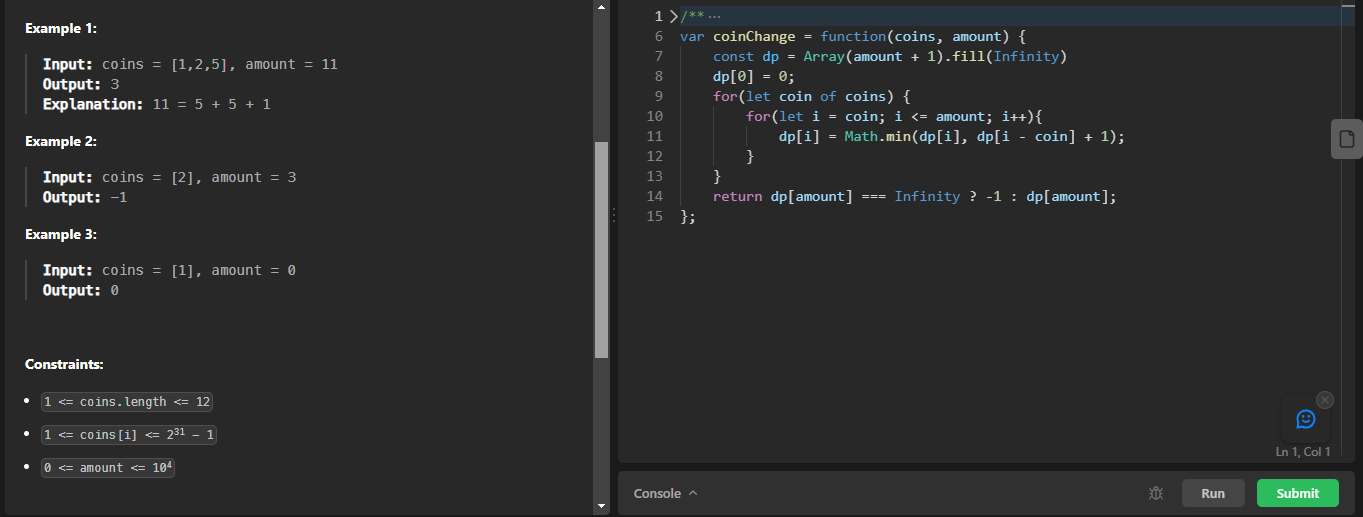 Example 1:
Input: coins = [1,2,5], amount = 11
Output: 3
Explanation: 11 = 5 + 5 + 1
Example 2:
Input: coins = [2], amount = 3
Output: -1
Example 3:
Input: coins = [1], amount = 0
Output: 0
Constraints:
• 1 <= coins.length <= 12
• 1 <= coins[i] <= 2³¹ - 1
• 0 <= amount <= 10⁴
1 /** ···
6 var coinChange = function(coins, amount) {
7     const dp = Array(amount + 1).fill(Infinity)
8     dp[0] = 0;
9     for(let coin of coins) {
10         for(let i = coin; i <= amount; i++){
11             dp[i] = Math.min(dp[i], dp[i - coin] + 1);
12         }
13     }
14     return dp[amount] === Infinity ? -1 : dp[amount];
15 };
Ln 1, Col 1
Console
Run
Submit